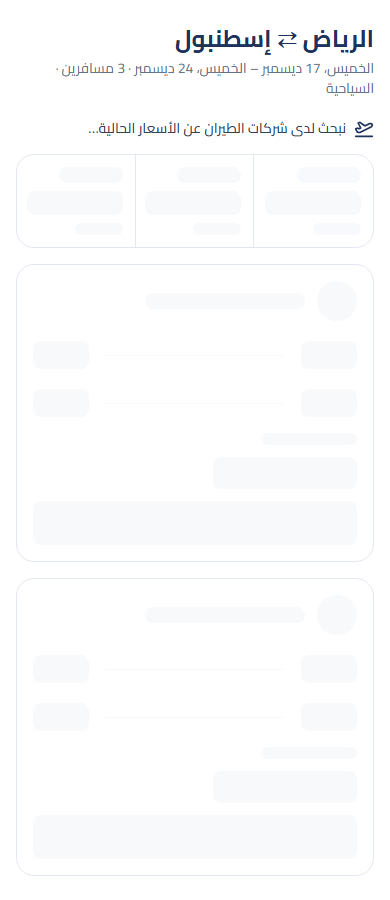 الرياض ⇄ إسطنبول
الخميس، 17 ديسمبر – الخميس، 24 ديسمبر · 3 مسافرين ·
السياحية
نبحث لدى شركات الطيران عن الأسعار الحالية...